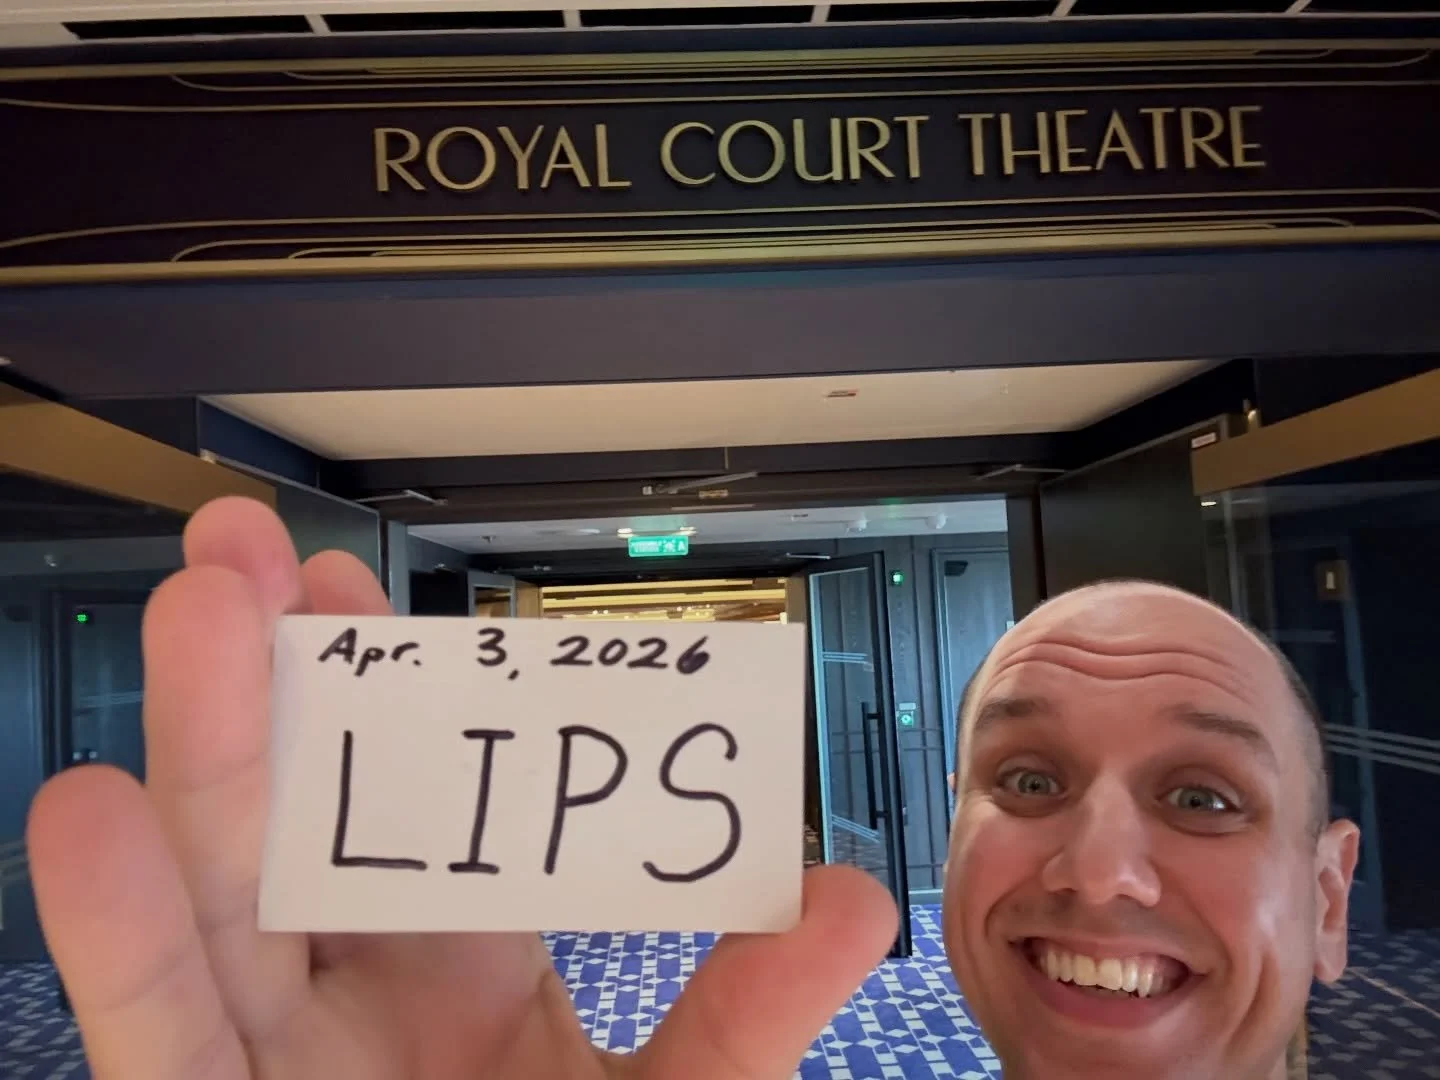 ROYAL COURT THEATRE
Apr. 3, 2026
LIPS